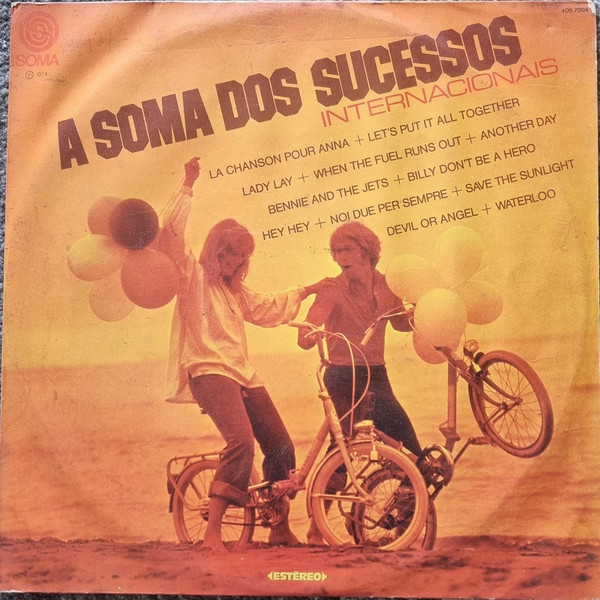 SOMA
℗ 1974
409.7004
A SOMA DOS SUCESSOS
INTERNACIONAIS
LA CHANSON POUR ANNA + LET'S PUT IT ALL TOGETHER
LADY LAY + WHEN THE FUEL RUNS OUT + ANOTHER DAY
BENNIE AND THE JETS + BILLY DON'T BE A HERO
HEY HEY + NOI DUE PER SEMPRE + SAVE THE SUNLIGHT
DEVIL OR ANGEL + WATERLOO
ESTÉREO